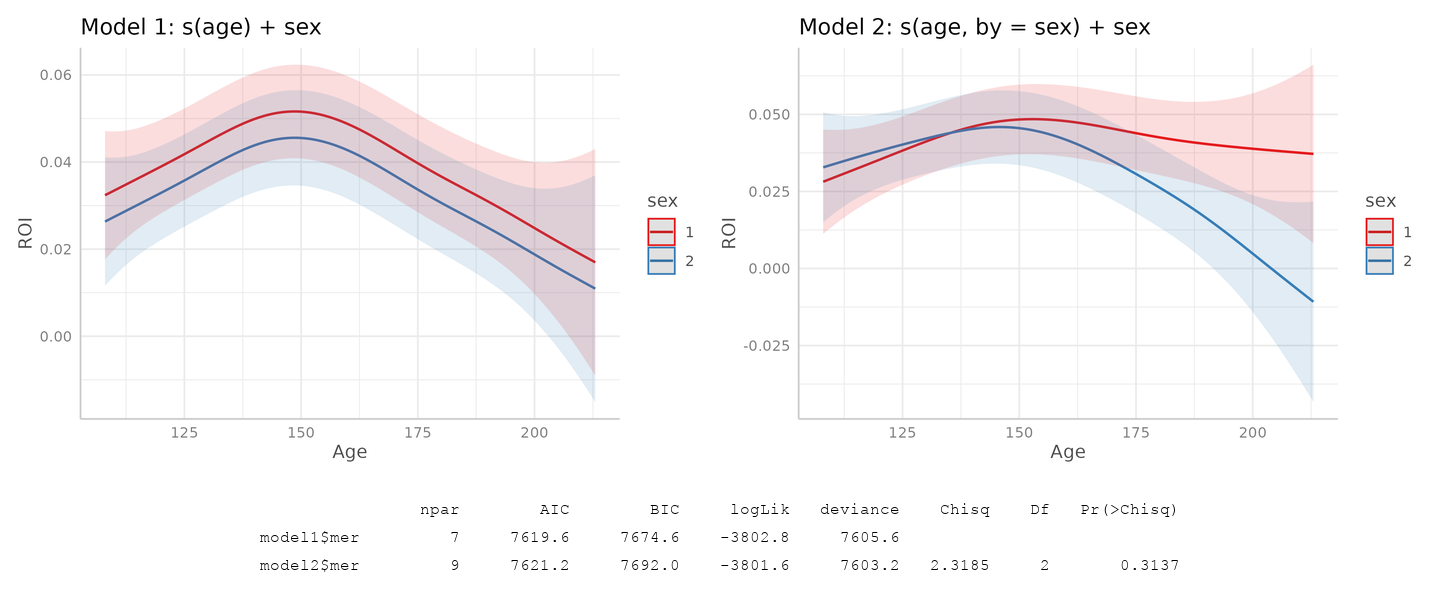 Model 1: s(age) + sex
0.06
0.04
0.02
0.00
ROI
125 150 175 200
Age
sex
1
2
Model 2: s(age, by = sex) + sex
0.050
0.025
0.000
-0.025
ROI
125 150 175 200
Age
sex
1
2
npar AIC BIC logLik deviance Chisq Df Pr(>Chisq)
model1$mer 7 7619.6 7674.6 -3802.8 7605.6
model2$mer 9 7621.2 7692.0 -3801.6 7603.2 2.3185 2 0.3137